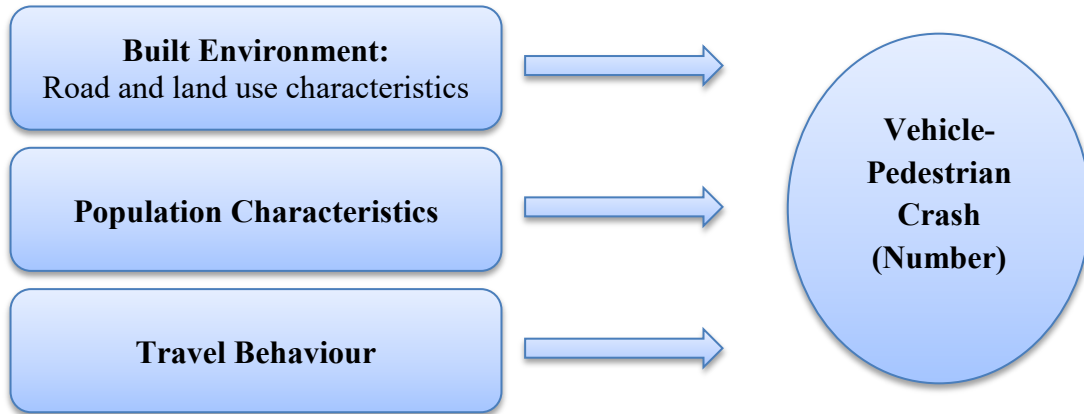 Built Environment:
Road and land use characteristics
Population Characteristics
Travel Behaviour
Vehicle-
Pedestrian
Crash
(Number)